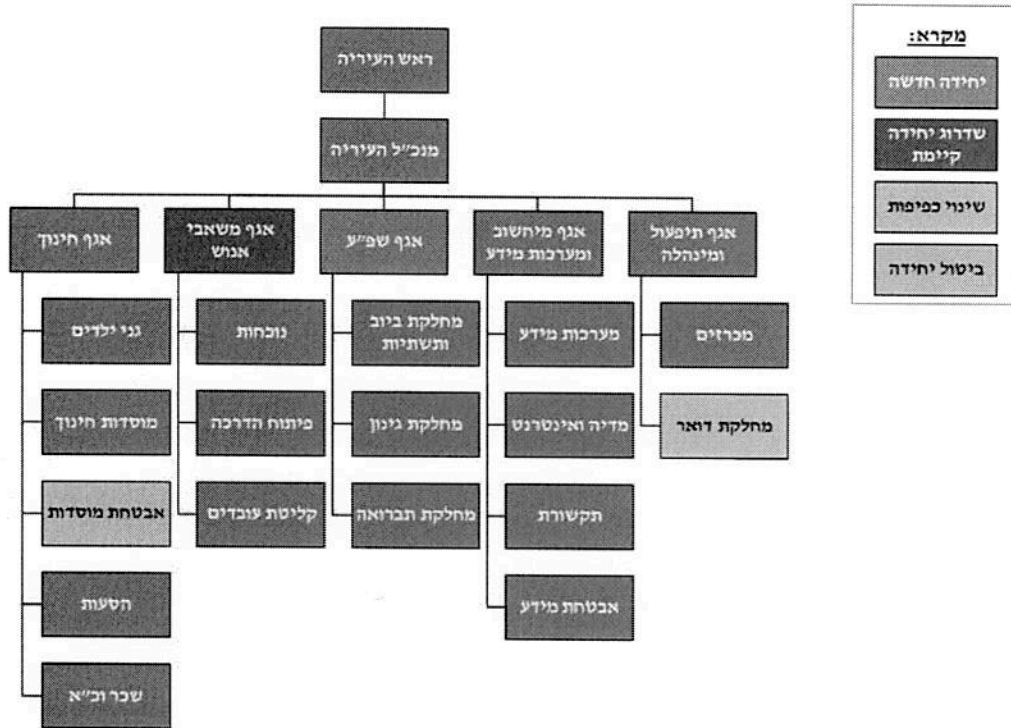 מקרא:
יחידה חדשה
שדרוג יחידה
קיימת
שינוי כפיפות
ביטול יחידה
ראש העיריה
מנכ״ל העיריה
אגף תיפעול
ומינהלה
אגף מיחשוב
ומערכות מידע
אגף שפ״ע
אגף משאבי
אנוש
אגף חינוך
מכרזים
מחלקת דואר
מערכות מידע
מדיה ואינטרנט
תקשורת
אבטחת מידע
מחלקת ביוב
ותשתיות
מחלקת גינון
מחלקת תברואה
נוכחות
פיתוח הדרכה
קליטת עובדים
גני ילדים
מוסדות חינוך
אבטחת מוסדות
הסעות
שכר וכ״א